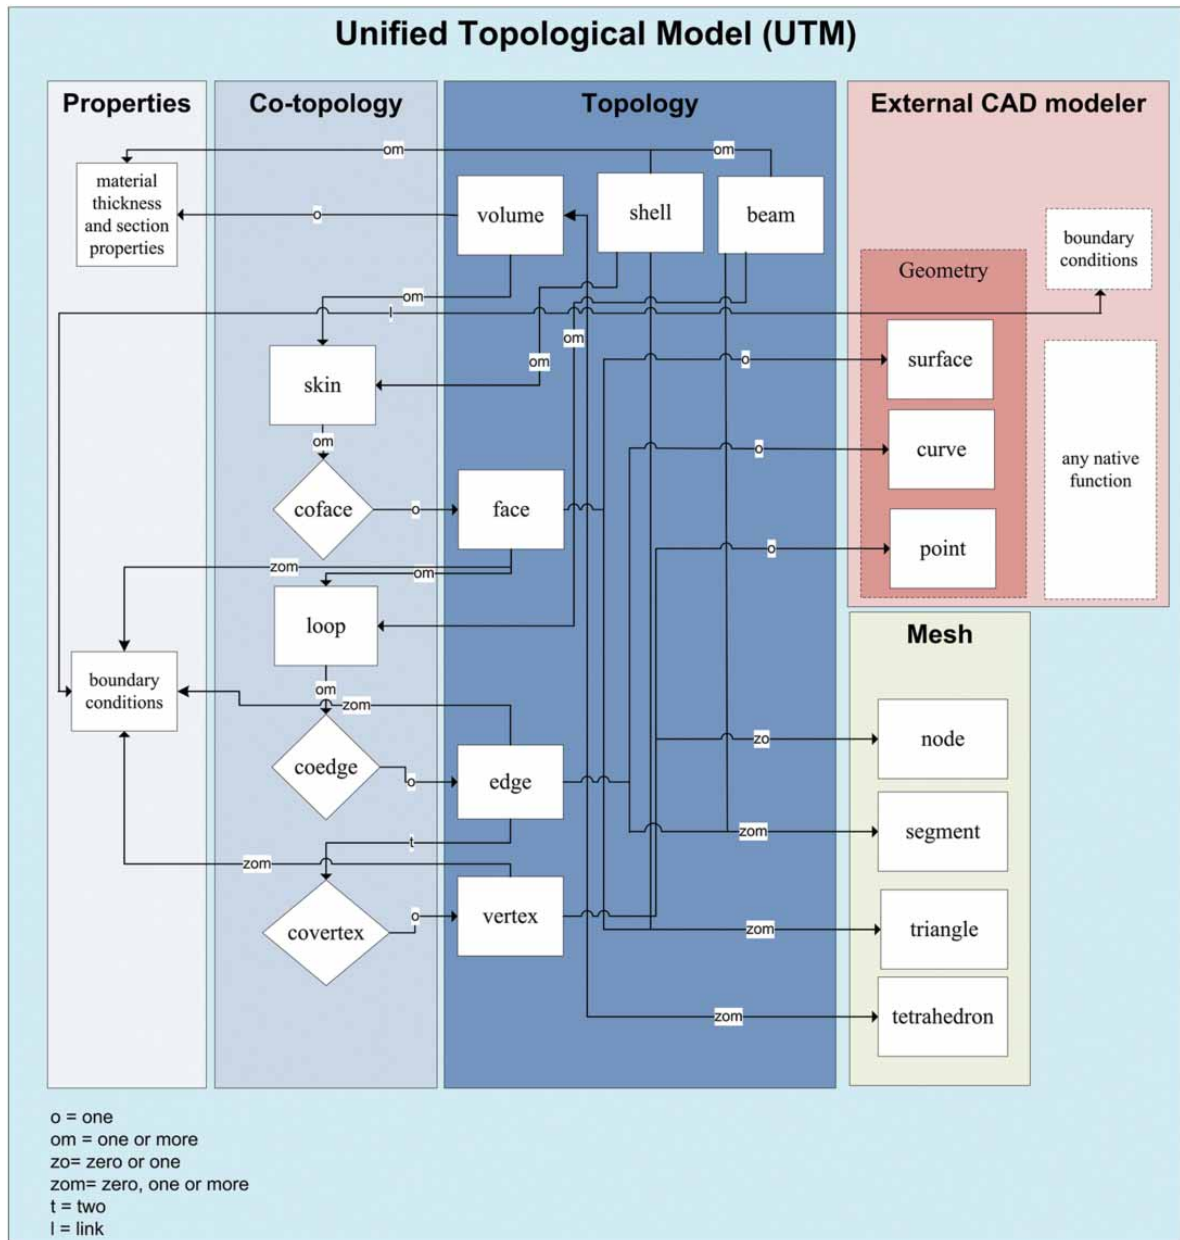 Unified Topological Model (UTM)
Properties
Co-topology
Topology
External CAD modeler
om
om
material
thickness
and section
properties
o
volume
shell
beam
boundary
conditions
Geometry
om
l
om
om
skin
surface
o
om
curve
o
any native
function
coface
o
face
point
o
zom
om
loop
Mesh
boundary
conditions
om
zom
node
zo
coedge
o
edge
segment
zom
t
zom
covertex
o
vertex
triangle
zom
tetrahedron
zom
o = one
om = one or more
zo= zero or one
zom= zero, one or more
t = two
l = link